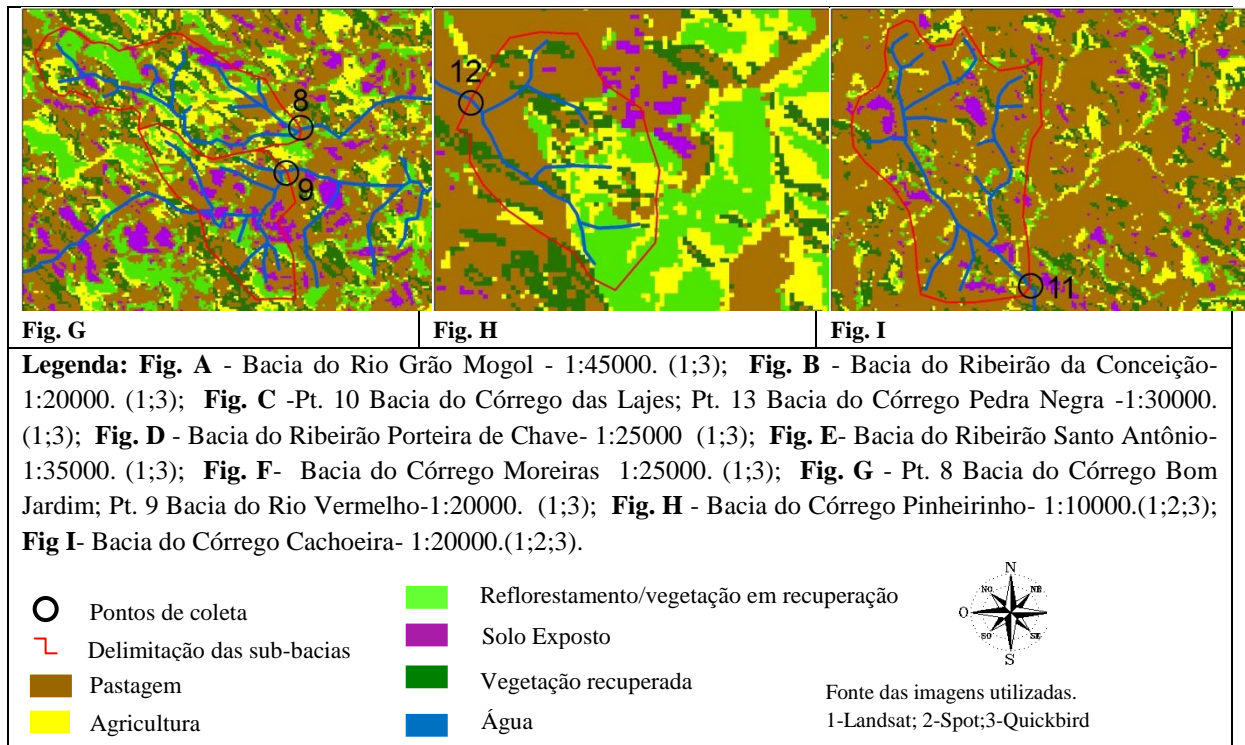 8
9
12
11
Fig. G
Fig. H
Fig. I
Legenda: Fig. A - Bacia do Rio Grão Mogol - 1:45000. (1;3); Fig. B - Bacia do Ribeirão da Conceição-
1:20000. (1;3); Fig. C -Pt. 10 Bacia do Córrego das Lajes; Pt. 13 Bacia do Córrego Pedra Negra -1:30000.
(1;3); Fig. D - Bacia do Ribeirão Porteira de Chave- 1:25000 (1;3); Fig. E- Bacia do Ribeirão Santo Antônio-
1:35000. (1;3); Fig. F- Bacia do Córrego Moreiras 1:25000. (1;3); Fig. G - Pt. 8 Bacia do Córrego Bom
Jardim; Pt. 9 Bacia do Rio Vermelho-1:20000. (1;3); Fig. H - Bacia do Córrego Pinheirinho- 1:10000.(1;2;3);
Fig I- Bacia do Córrego Cachoeira- 1:20000.(1;2;3).
Pontos de coleta
Delimitação das sub-bacias
Pastagem
Agricultura
Reflorestamento/vegetação em recuperação
Solo Exposto
Vegetação recuperada
Água
N
NO
NE
O
E
SO
SE
S
Fonte das imagens utilizadas.
1-Landsat; 2-Spot;3-Quickbird